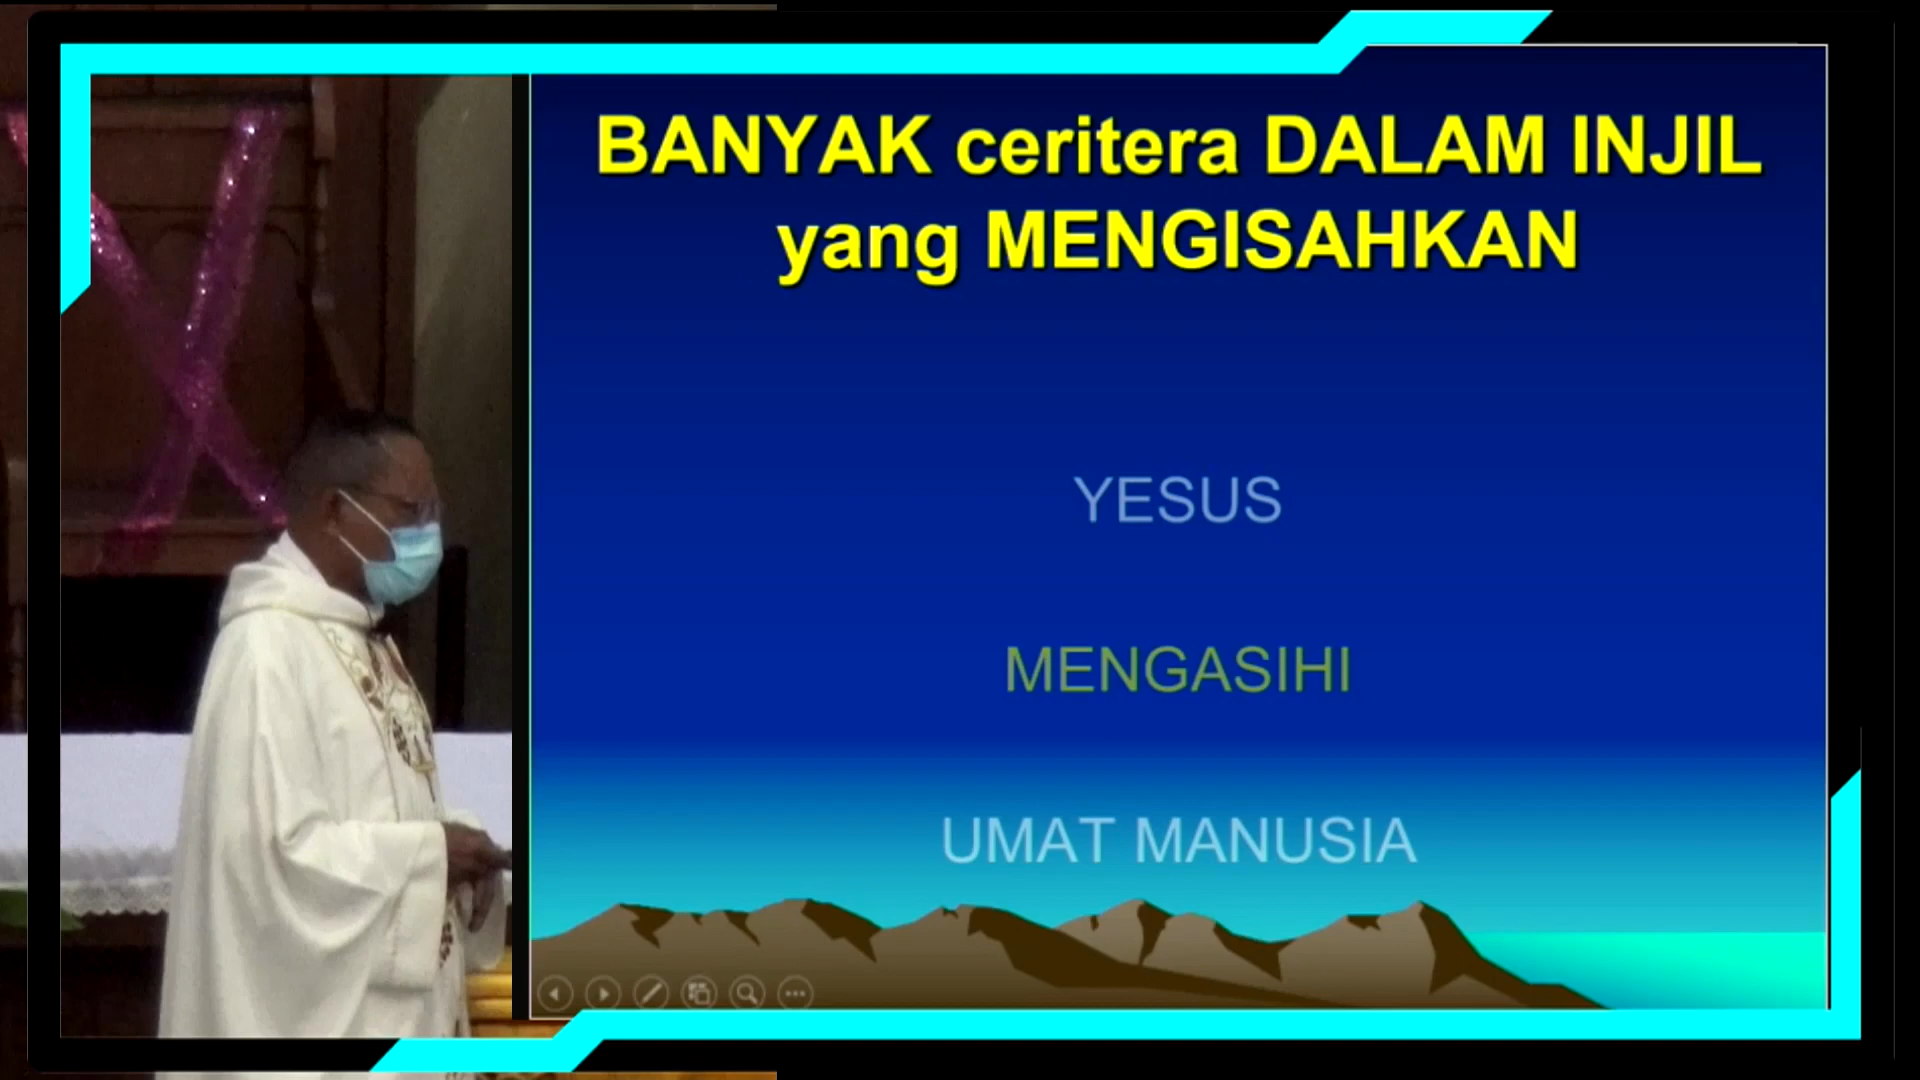 BANYAK ceritera DALAM INJIL
yang MENGISAHKAN
YESUS
MENGASIHI
UMAT MANUSIA